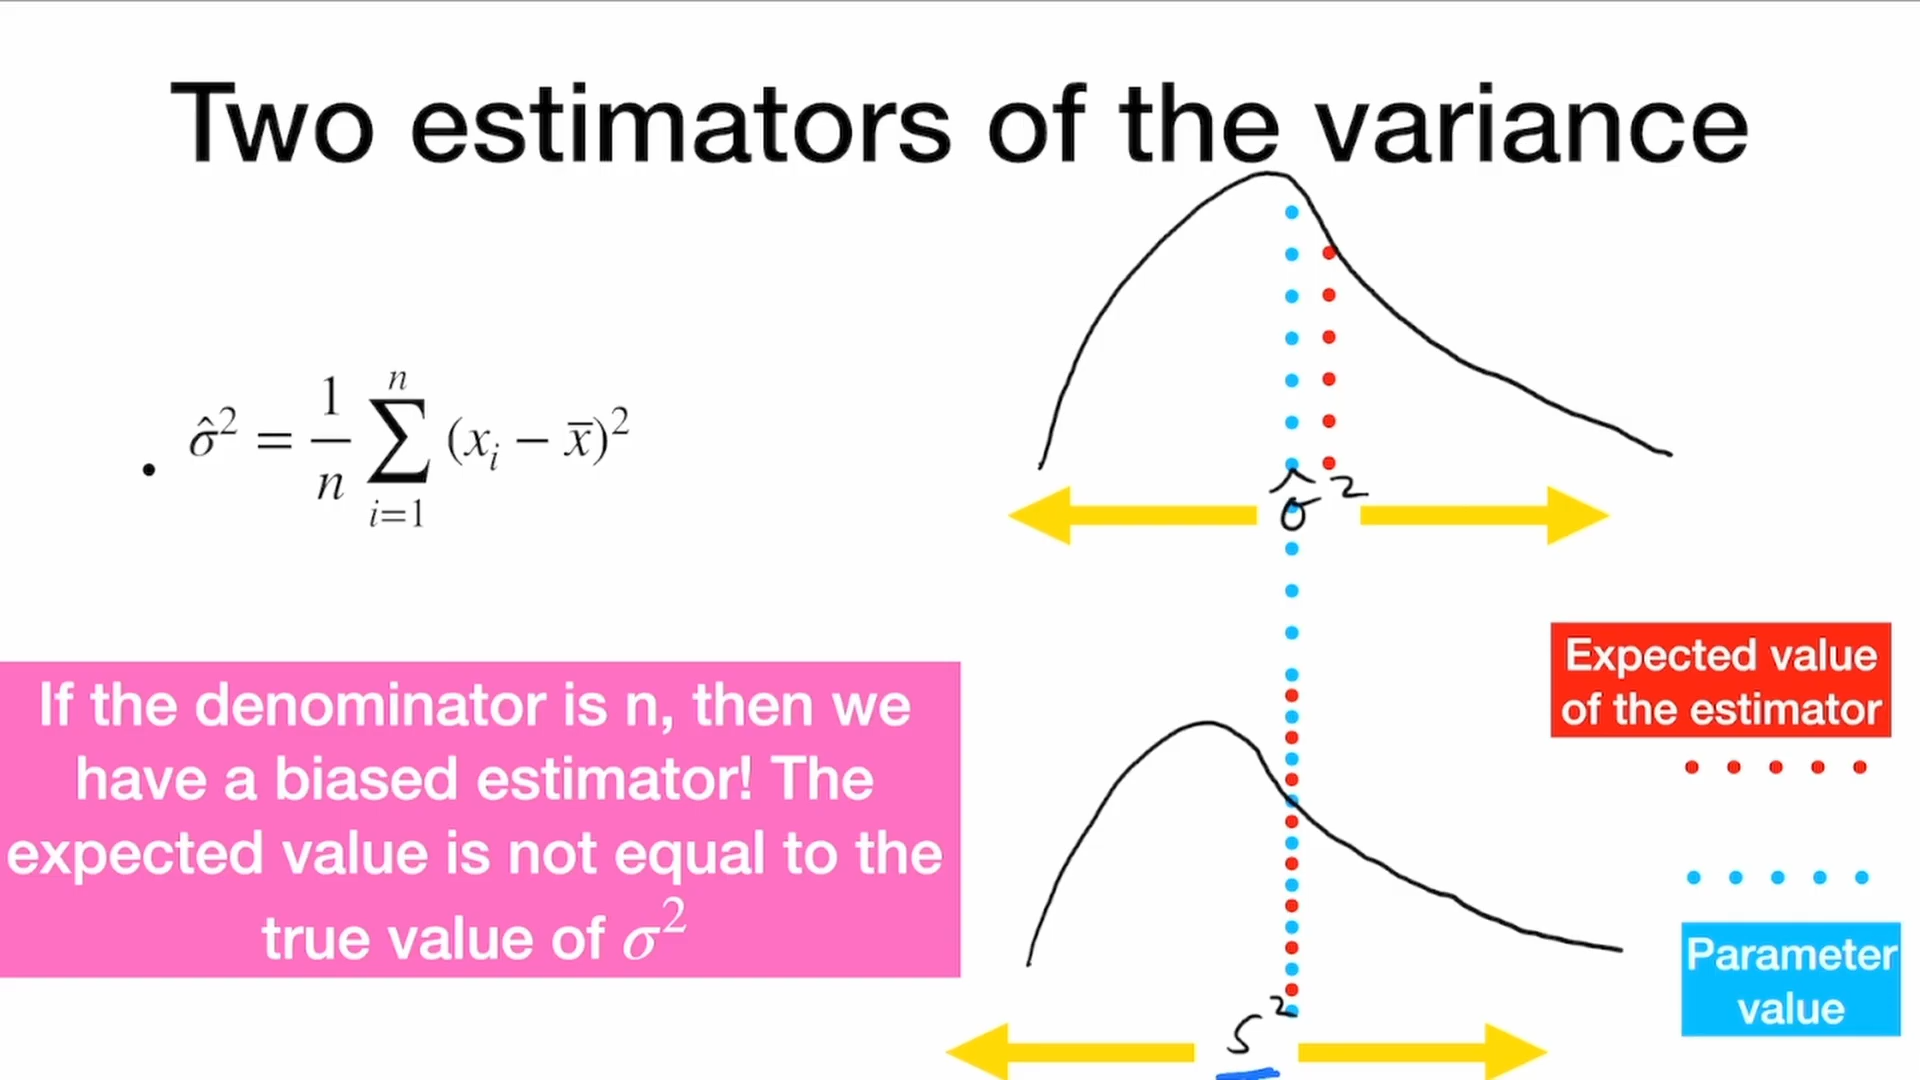 Two estimators of the variance
• σ̂² = 1/n ∑ᵢ₌₁ⁿ (xᵢ − x̄)²
If the denominator is n, then we
have a biased estimator! The
expected value is not equal to the
true value of σ²
σ̂²
Expected value
of the estimator
Parameter
value
s²